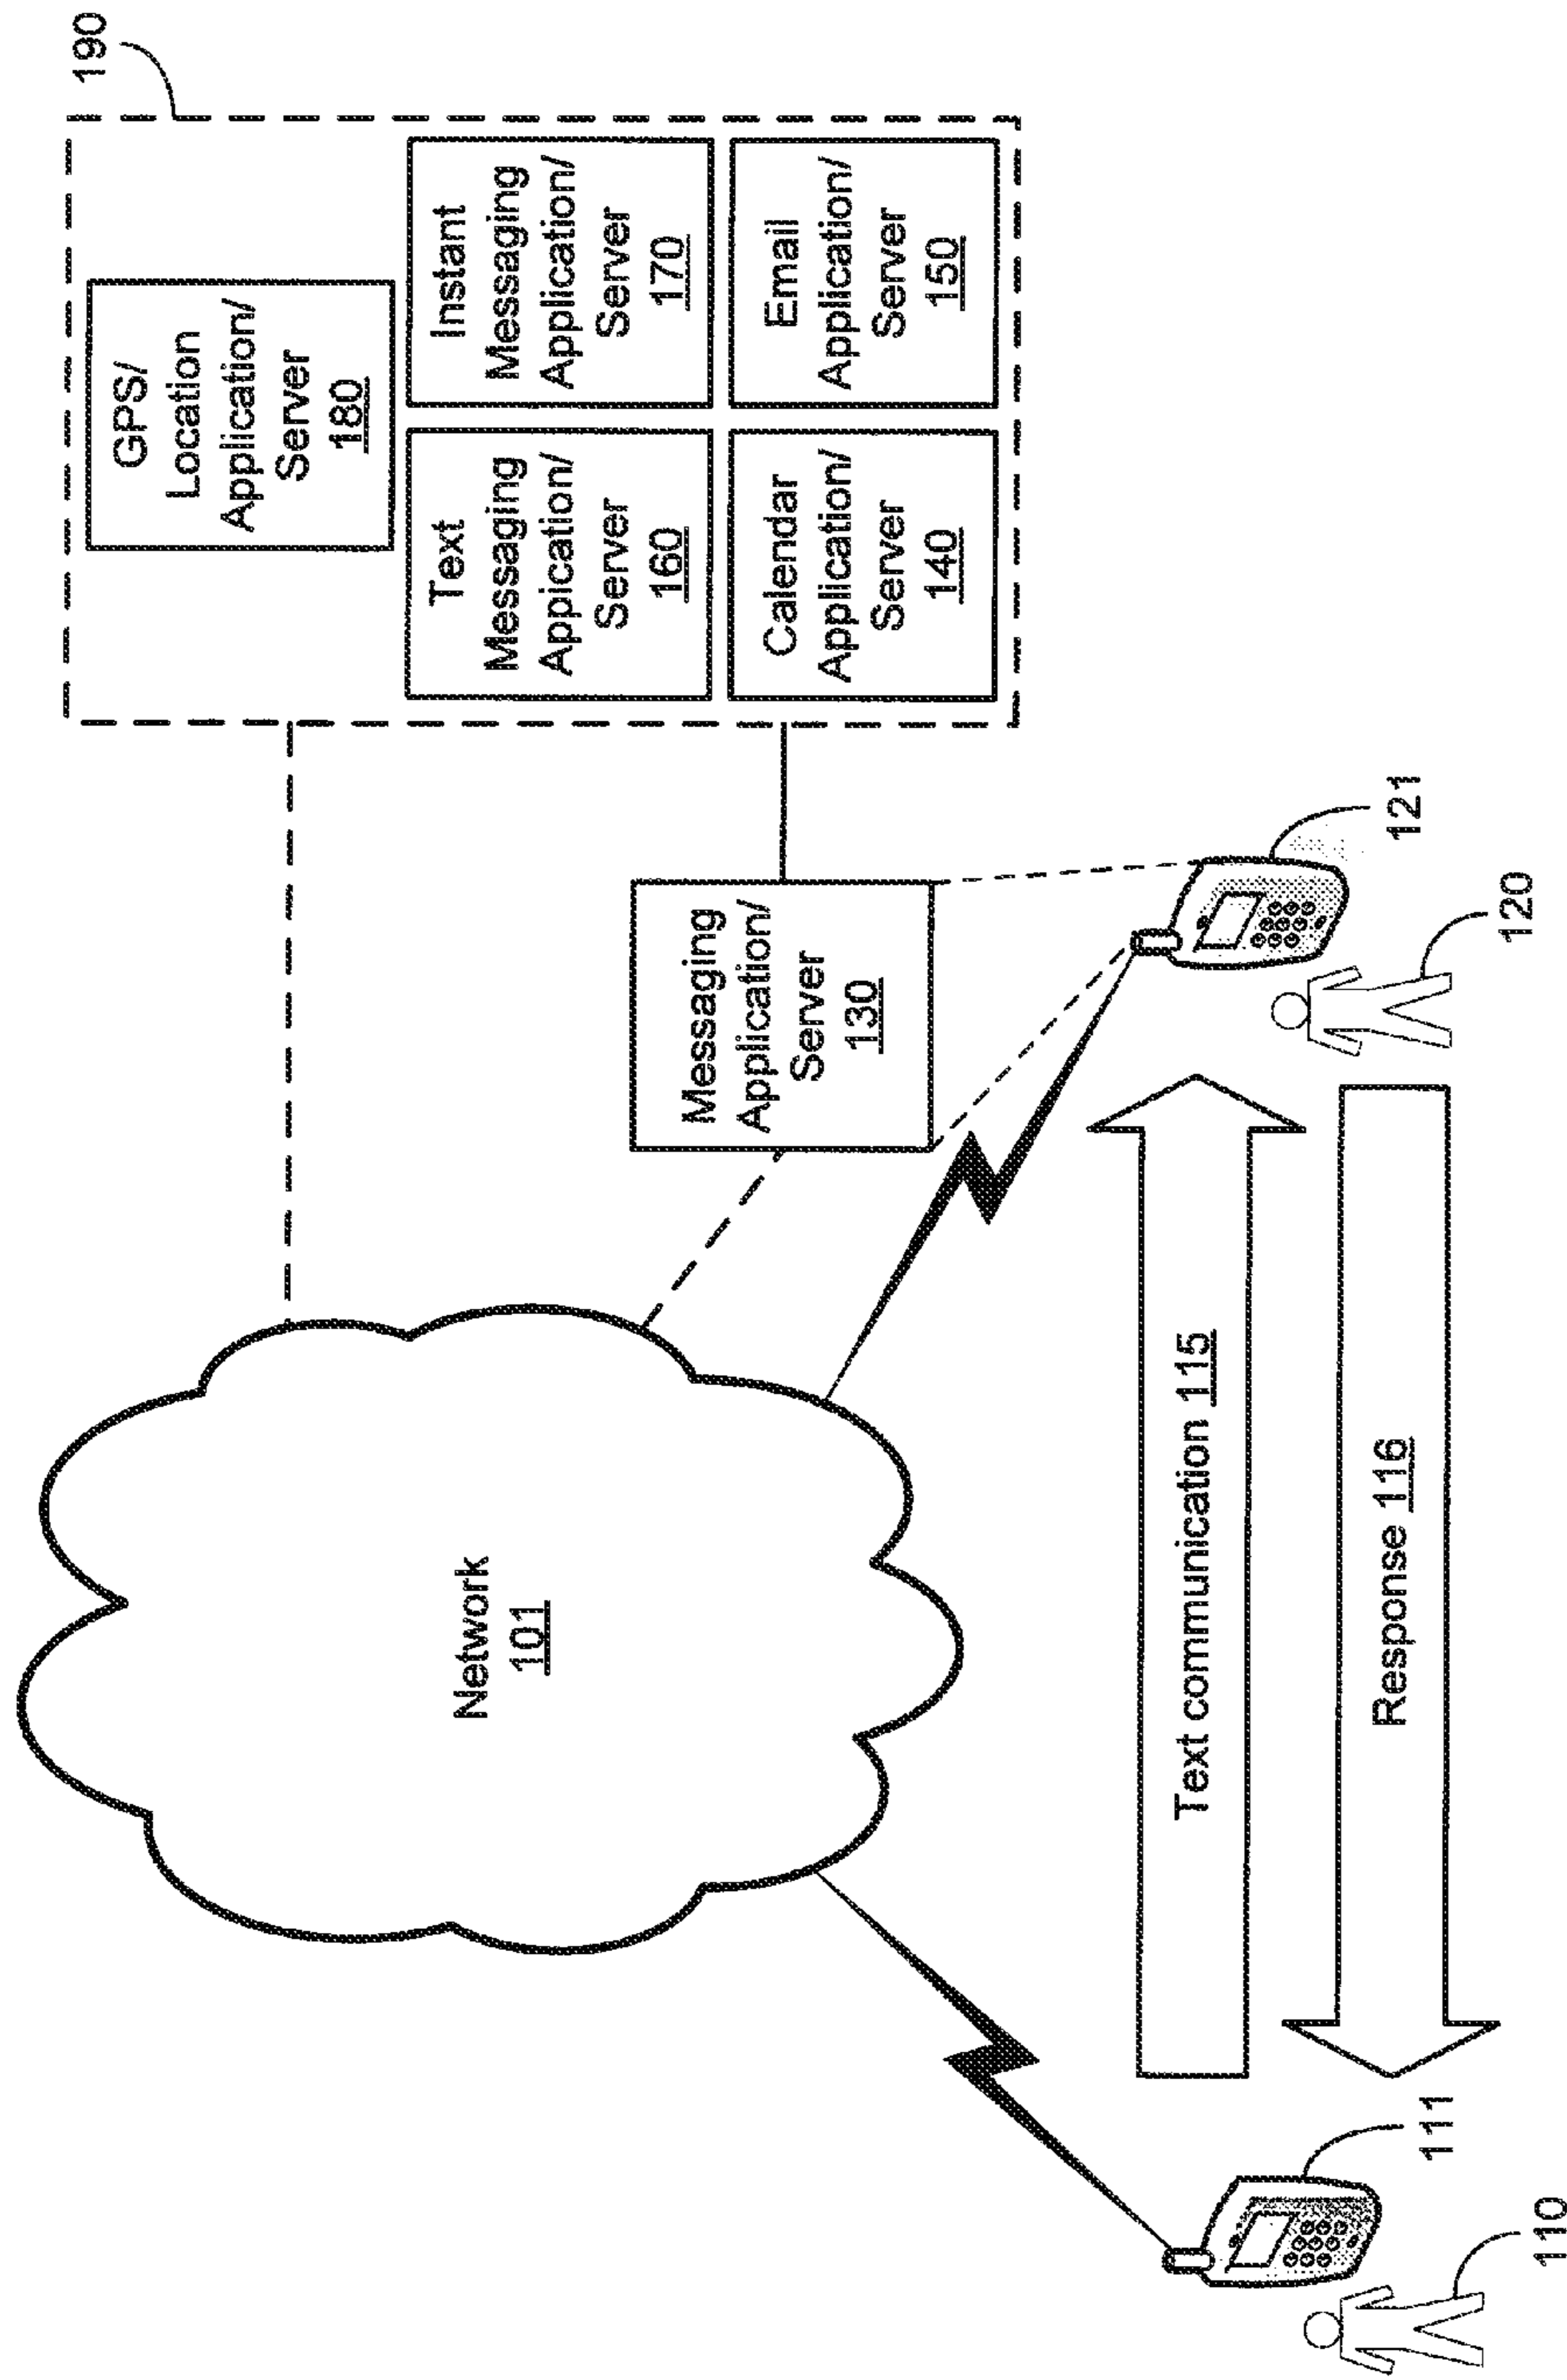 190
GPS/
Location
Application/
Server
180
Text
Messaging
Appication/
Server
160
Instant
Messaging
Application/
Server
170
Calendar
Application/
Server
140
Email
Application/
Server
150
Network
101
Messaging
Application/
Server
130
121
120
Text communication 115
Response 116
111
110